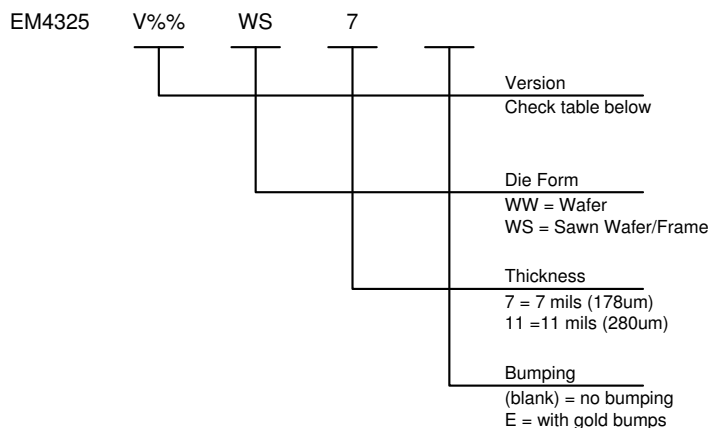 EM4325 V%% WS 7
Version
Check table below
Die Form
WW = Wafer
WS = Sawn Wafer/Frame
Thickness
7 = 7 mils (178um)
11 =11 mils (280um)
Bumping
(blank) = no bumping
E = with gold bumps